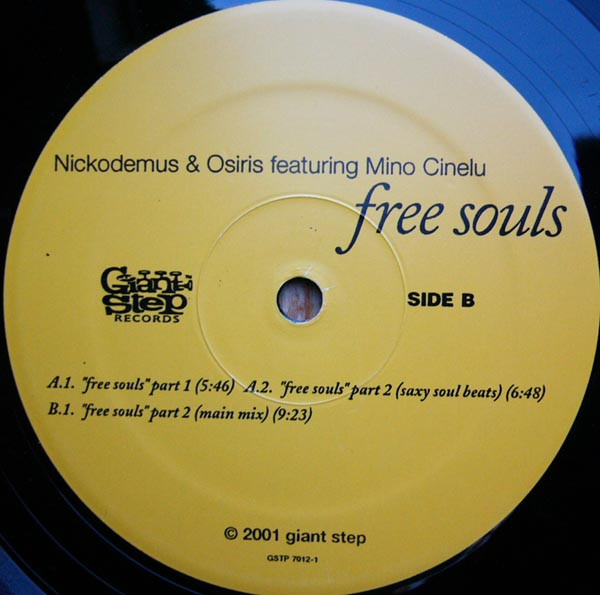 Nickodemus & Osiris featuring Mino Cinelu
free souls
Giant
Step
RECORDS
SIDE B
A.1. "free souls" part 1 (5:46) A.2. "free souls" part 2 (saxy soul beats) (6:48)
B.1. "free souls" part 2 (main mix) (9:23)
© 2001 giant step
GSTP 7012-1